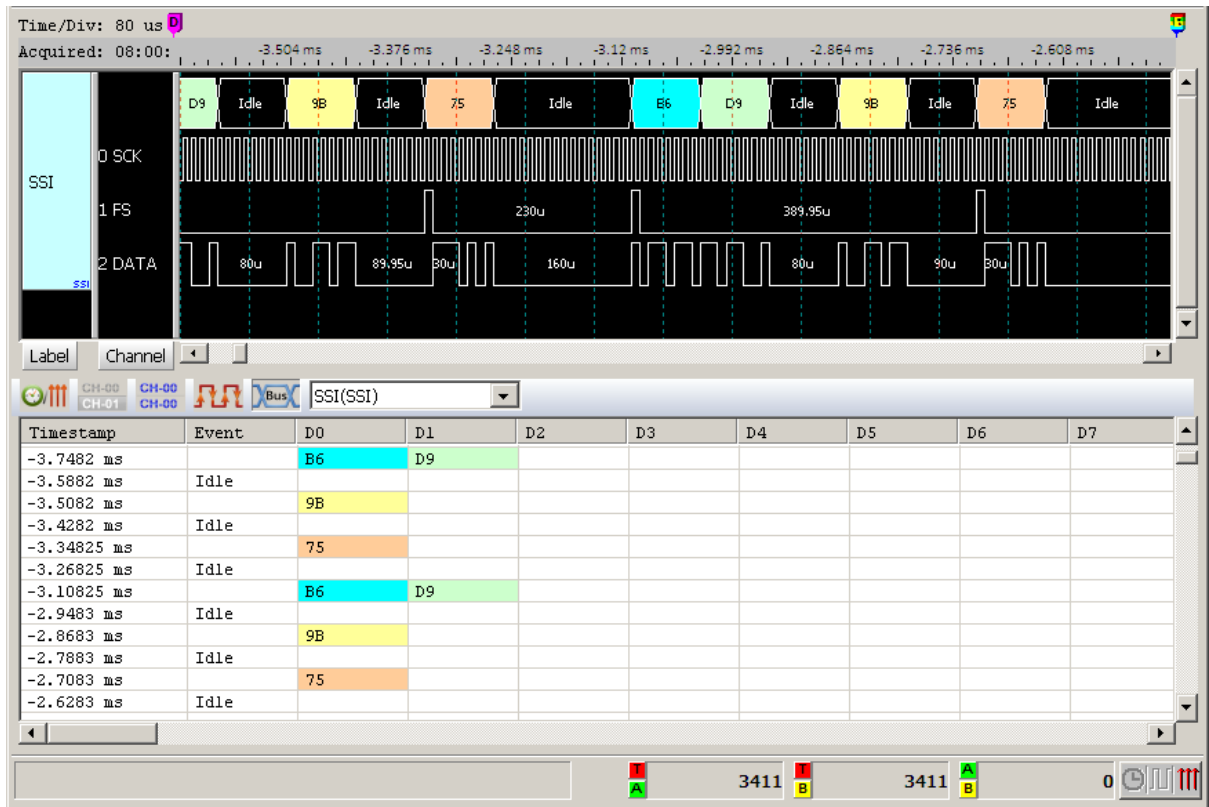 Time/Div: 80 us D 15
Acquired: 08:00: -3.504 ms -3.376 ms -3.248 ms -3.12 ms -2.992 ms -2.864 ms -2.736 ms -2.608 ms
D9 Idle 9B Idle 75 Idle B6 D9 Idle 9B Idle 75 Idle
0 SCK
SSI
1 FS 230u 389.95u
2 DATA 80u 89.95u 30u 160u 80u 90u 30u
SSI
Label Channel
CH-00 CH-00
CH-01 CH-00
Bus SSI(SSI)
Timestamp Event D0 D1 D2 D3 D4 D5 D6 D7
-3.7482 ms B6 D9
-3.5882 ms Idle
-3.5082 ms 9B
-3.4282 ms Idle
-3.34825 ms 75
-3.26825 ms Idle
-3.10825 ms B6 D9
-2.9483 ms Idle
-2.8683 ms 9B
-2.7883 ms Idle
-2.7083 ms 75
-2.6283 ms Idle
T A 3411 T B 3411 A B 0